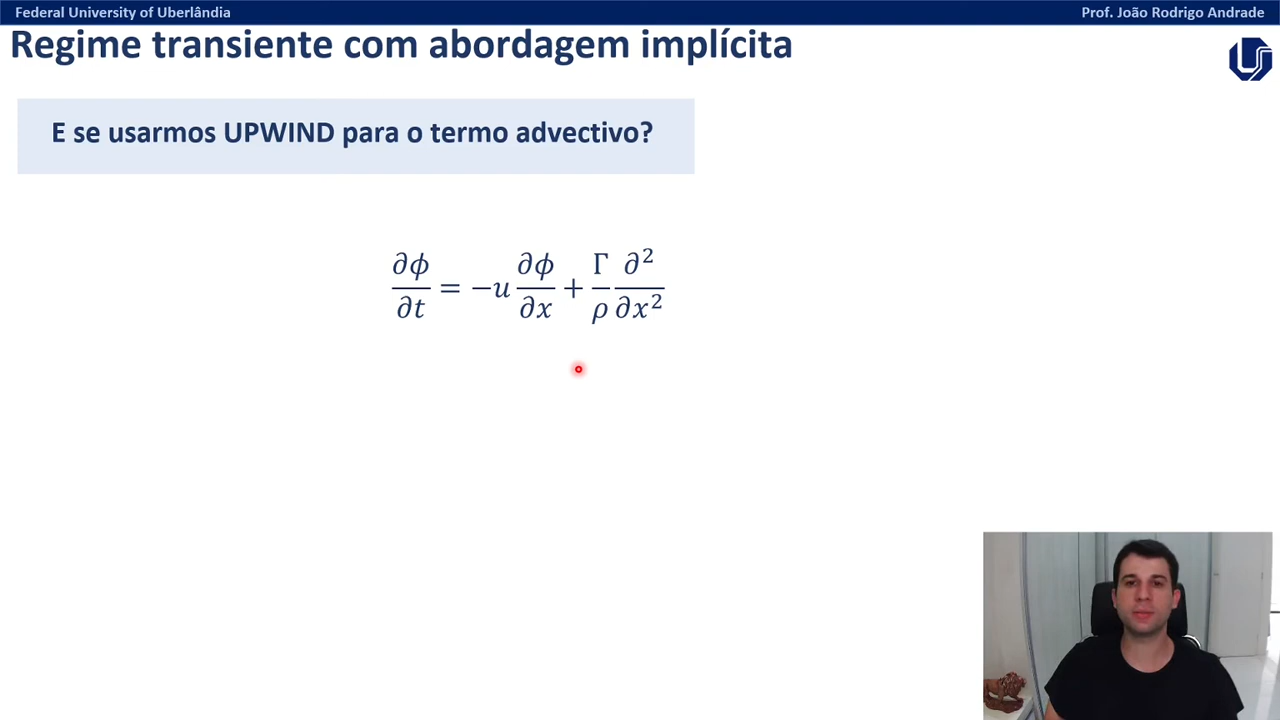 Federal University of Uberlândia
Prof. João Rodrigo Andrade
Regime transiente com abordagem implícita
E se usarmos UPWIND para o termo advectivo?
∂ϕ/∂t = −u ∂ϕ/∂x + Γ/ρ ∂²/∂x²